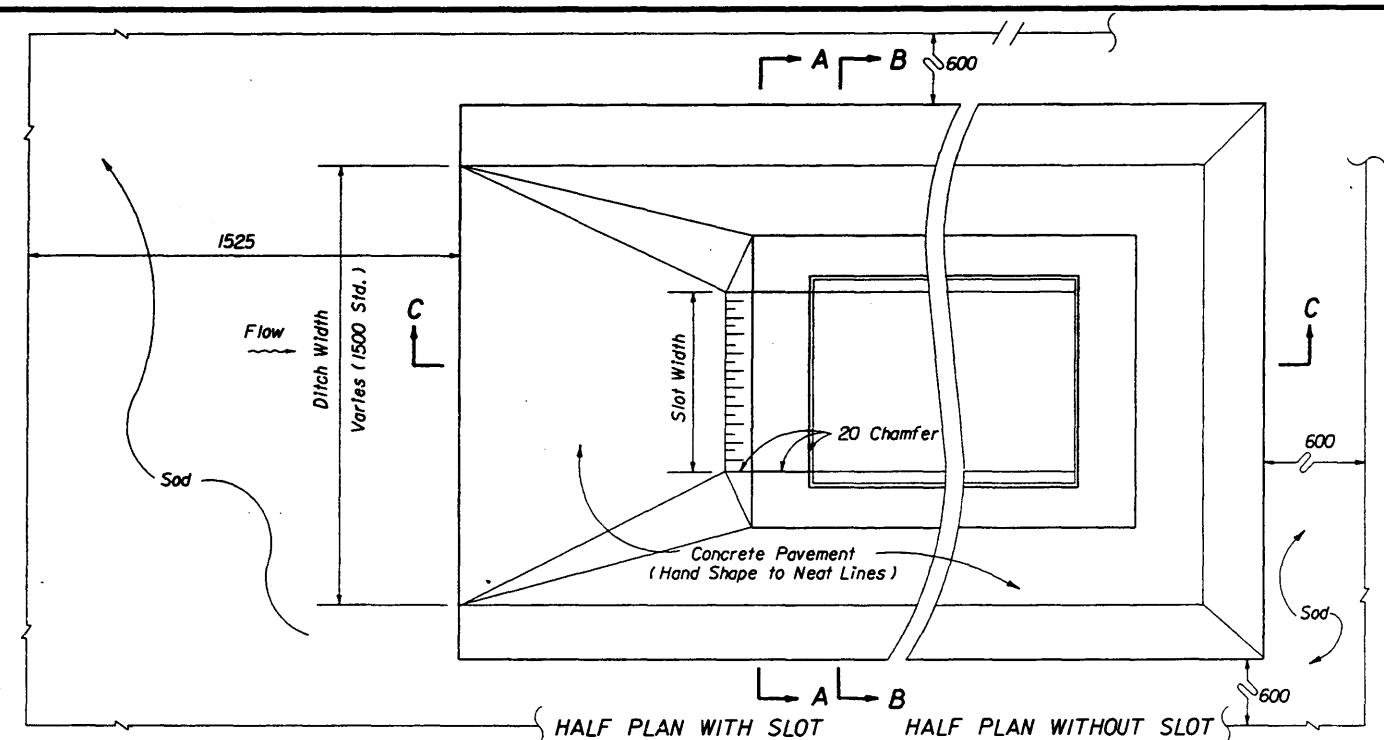 A B
600
1525
C
C
Flow
Ditch Width
Varies (1500 Std.)
Slot Width
20 Chamfer
600
Sod
Concrete Pavement
(Hand Shape to Neat Lines)
Sod
A B
600
HALF PLAN WITH SLOT
HALF PLAN WITHOUT SLOT